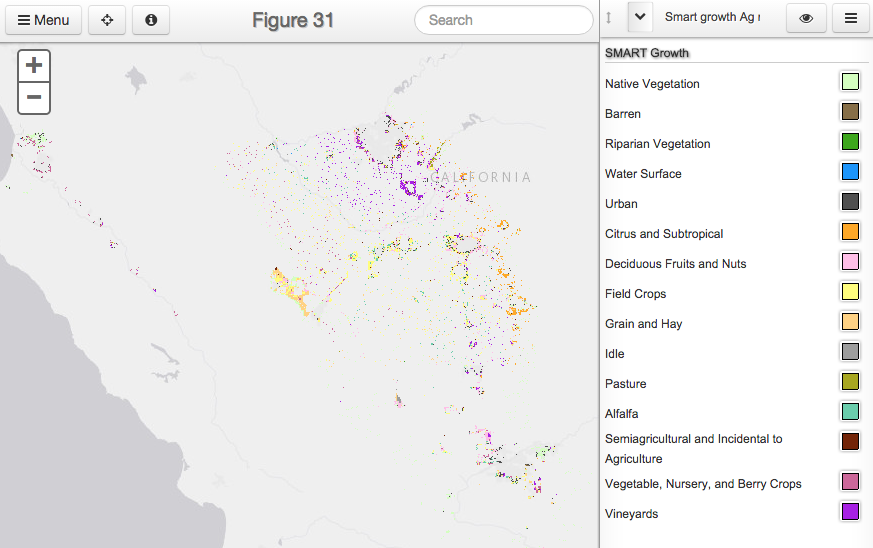 Menu
Figure 31
Search
Smart growth Ag
CALIFORNIA
SMART Growth
Native Vegetation
Barren
Riparian Vegetation
Water Surface
Urban
Citrus and Subtropical
Deciduous Fruits and Nuts
Field Crops
Grain and Hay
Idle
Pasture
Alfalfa
Semiagricultural and Incidental to
Agriculture
Vegetable, Nursery, and Berry Crops
Vineyards